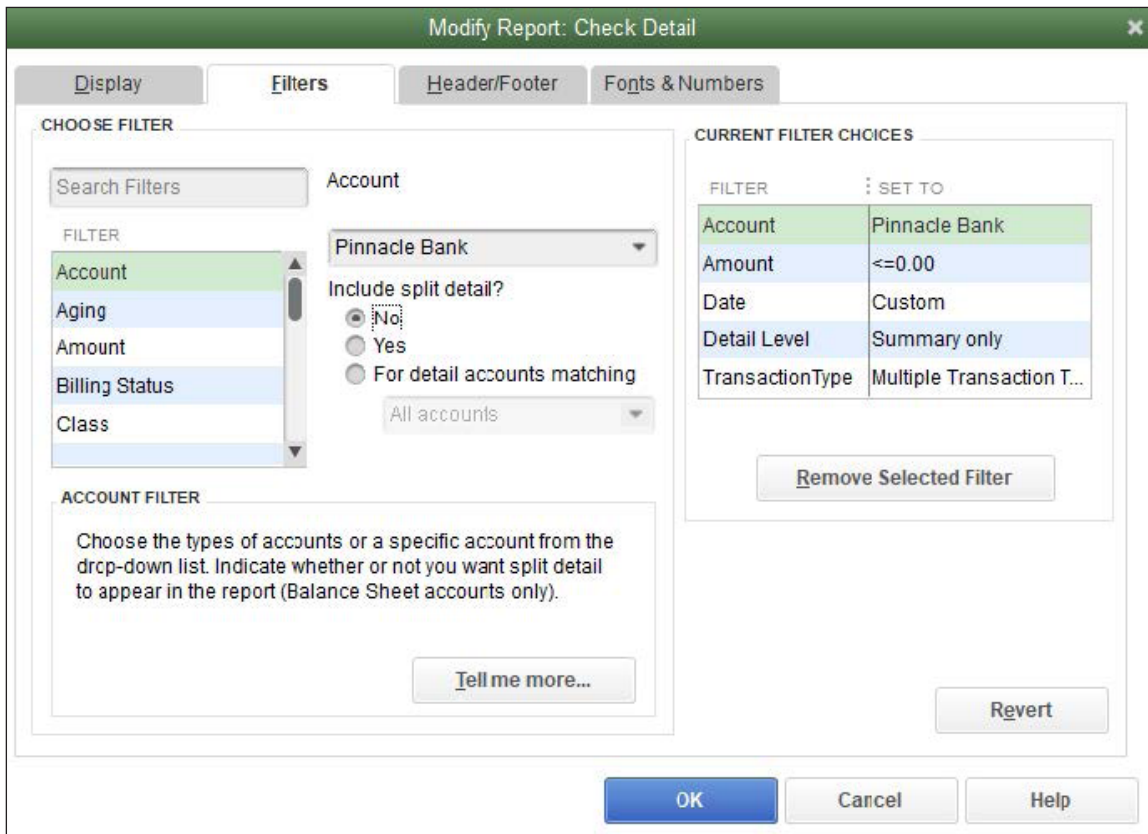 Modify Report: Check Detail
Display Filters Header/Footer Fonts & Numbers
CHOOSE FILTER
Search Filters
FILTER
Account
Aging
Amount
Billing Status
Class
Account
Pinnacle Bank
Include split detail?
No
Yes
For detail accounts matching
All accounts
ACCOUNT FILTER
Choose the types of accounts or a specific account from the
drop-down list. Indicate whether or not you want split detail
to appear in the report (Balance Sheet accounts only).
Tell me more...
CURRENT FILTER CHOICES
FILTER SET TO
Account Pinnacle Bank
Amount <=0.00
Date Custom
Detail Level Summary only
TransactionType Multiple Transaction T...
Remove Selected Filter
Revert
OK Cancel Help